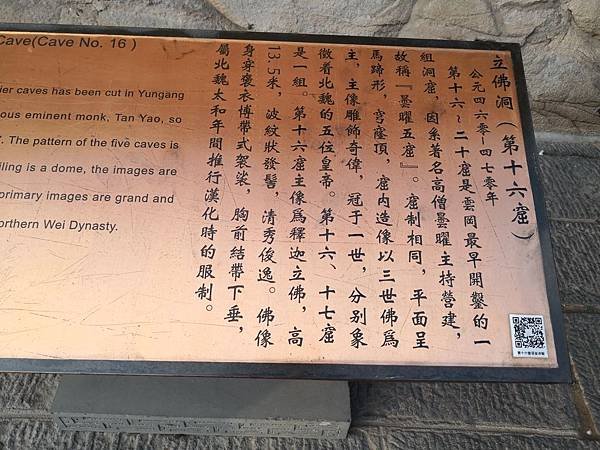 Cave(Cave No. 16 )
ier caves has been cut in Yungang
ous eminent monk, Tan Yao, so
. The pattern of the five caves is
ling is a dome, the images are
primary images are grand and
orthern Wei Dynasty.
立佛洞（第十六窟）
公元四六零—四七零年
第十六～二十窟是雲岡最早開鑿的一
組洞窟，因系著名高僧曇曜主持營建，
故稱『曇曜五窟』。窟制相同，平面呈
馬蹄形，穹窿頂，窟内造像以三世佛爲
主，主像雕飾奇偉，冠于一世，分别象
徵着北魏的五位皇帝。第十六、十七窟
是一組。第十六窟主像爲釋迦立佛，高
13.5米，波紋狀發髻，清秀俊逸。佛像
身穿褒衣博帶式袈裟，胸前結帶下垂，
屬北魏太和年間推行漢化時的服制。